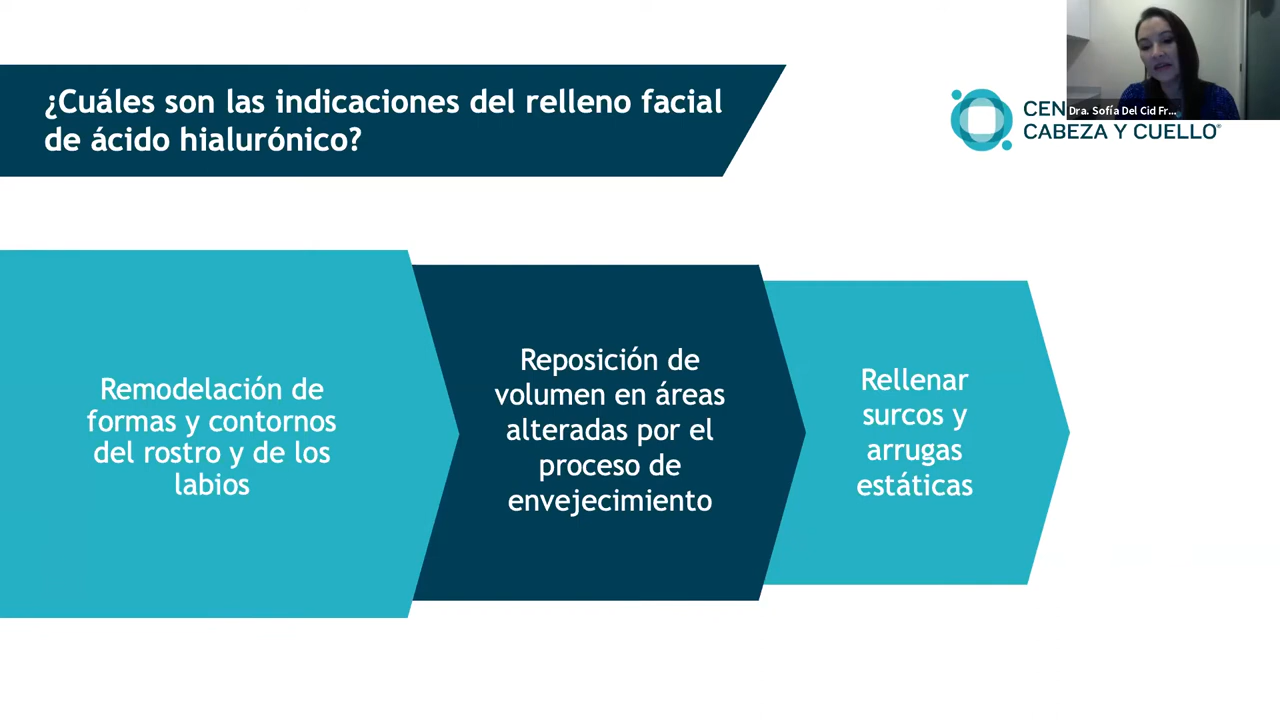 ¿Cuáles son las indicaciones del relleno facial
de ácido hialurónico?
CEN
CABEZA Y CUELLO®
Dra. Sofía Del Cid Fr...
Remodelación de
formas y contornos
del rostro y de los
labios
Reposición de
volumen en áreas
alteradas por el
proceso de
envejecimiento
Rellenar
surcos y
arrugas
estáticas